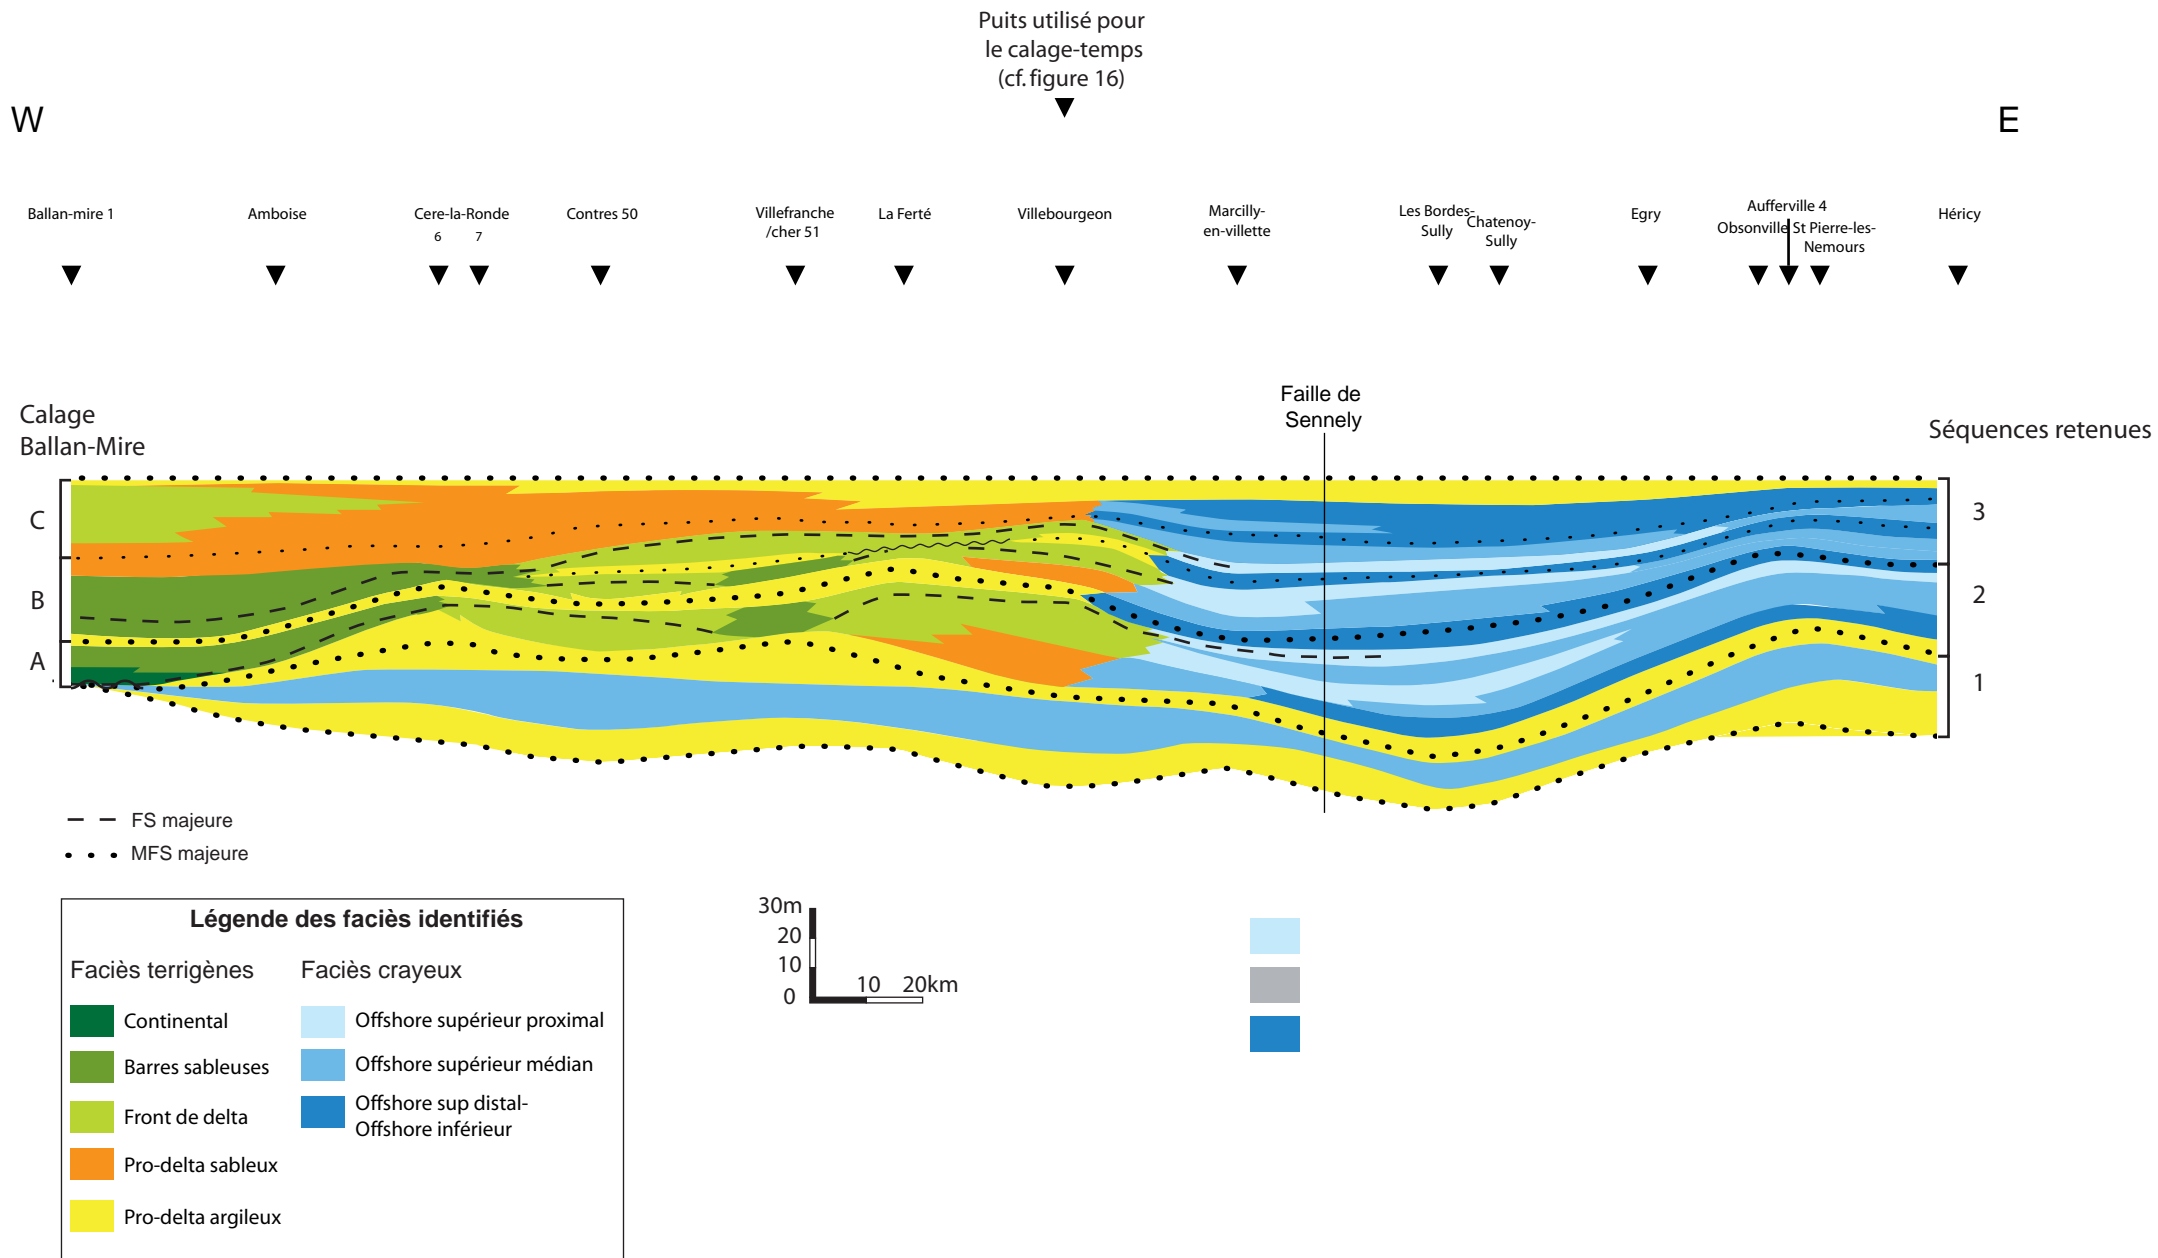 Puits utilisé pour
le calage-temps
(cf. figure 16)
W
E
Ballan-mire 1
Amboise
Cere-la-Ronde
6
7
Contres 50
Villefranche
/cher 51
La Ferté
Villebourgeon
Marcilly-
en-villette
Les Bordes-
Sully
Chatenoy-
Sully
Egry
Aufferville 4
Obsonville
St Pierre-les-
Nemours
Héricy
Faille de
Sennely
Calage
Ballan-Mire
Séquences retenues
C
B
A
3
2
1
FS majeure
MFS majeure
Légende des faciès identifiés
Faciès terrigènes
Faciès crayeux
Continental
Barres sableuses
Front de delta
Pro-delta sableux
Pro-delta argileux
Offshore supérieur proximal
Offshore supérieur médian
Offshore sup distal-
Offshore inférieur
30m
20
10
0
10
20km